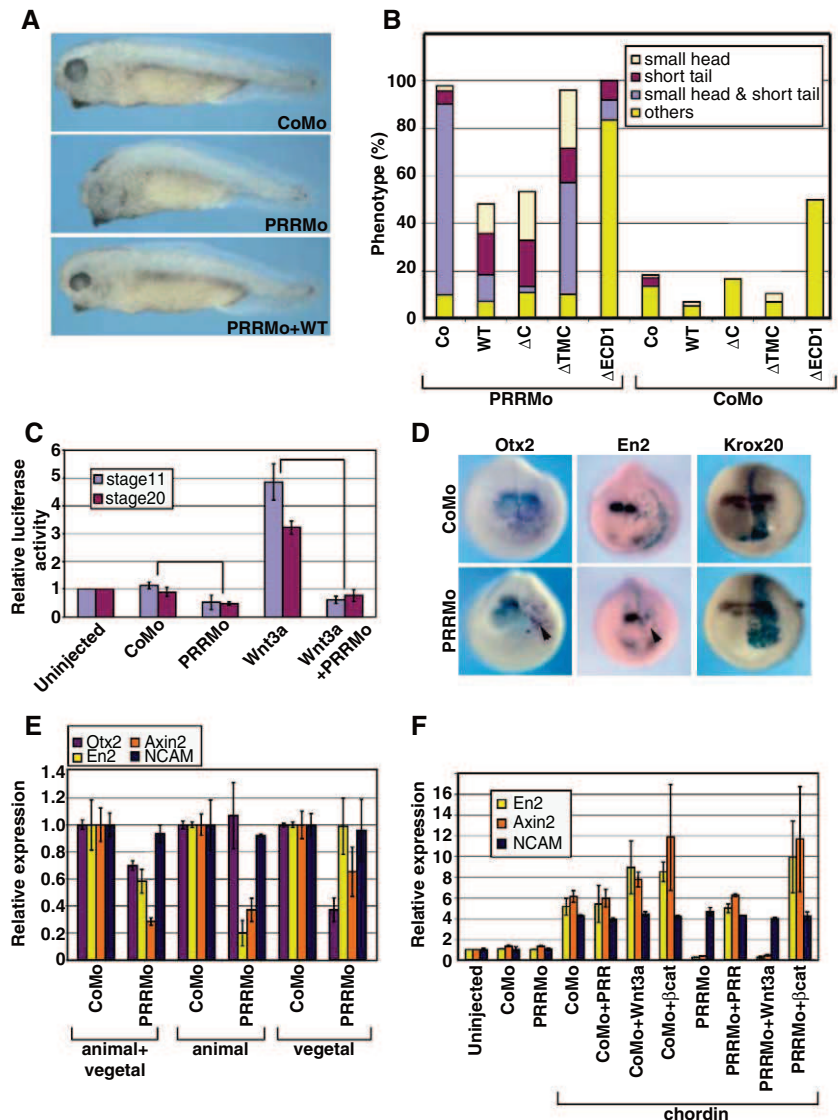 A
CoMo
PRRMo
PRRMo+WT
B
Phenotype (%)
100
80
60
40
20
0
small head
short tail
small head & short tail
others
Co
WT
ΔC
ΔTMC
ΔECD1
Co
WT
ΔC
ΔTMC
ΔECD1
PRRMo
CoMo
C
Relative luciferase
activity
6
5
4
3
2
1
0
stage11
stage20
Uninjected
CoMo
PRRMo
Wnt3a
Wnt3a
+PRRMo
D
Otx2
En2
Krox20
CoMo
PRRMo
E
Otx2
Axin2
En2
NCAM
Relative expression
1.4
1.2
1.0
0.8
0.6
0.4
0.2
0
CoMo
PRRMo
CoMo
PRRMo
CoMo
PRRMo
animal+
vegetal
animal
vegetal
F
Relative expression
16
14
12
10
8
6
4
2
0
En2
Axin2
NCAM
Uninjected
CoMo
PRRMo
CoMo
CoMo+PRR
CoMo+Wnt3a
CoMo+βcat
PRRMo
PRRMo+PRR
PRRMo+Wnt3a
PRRMo+βcat
chordin